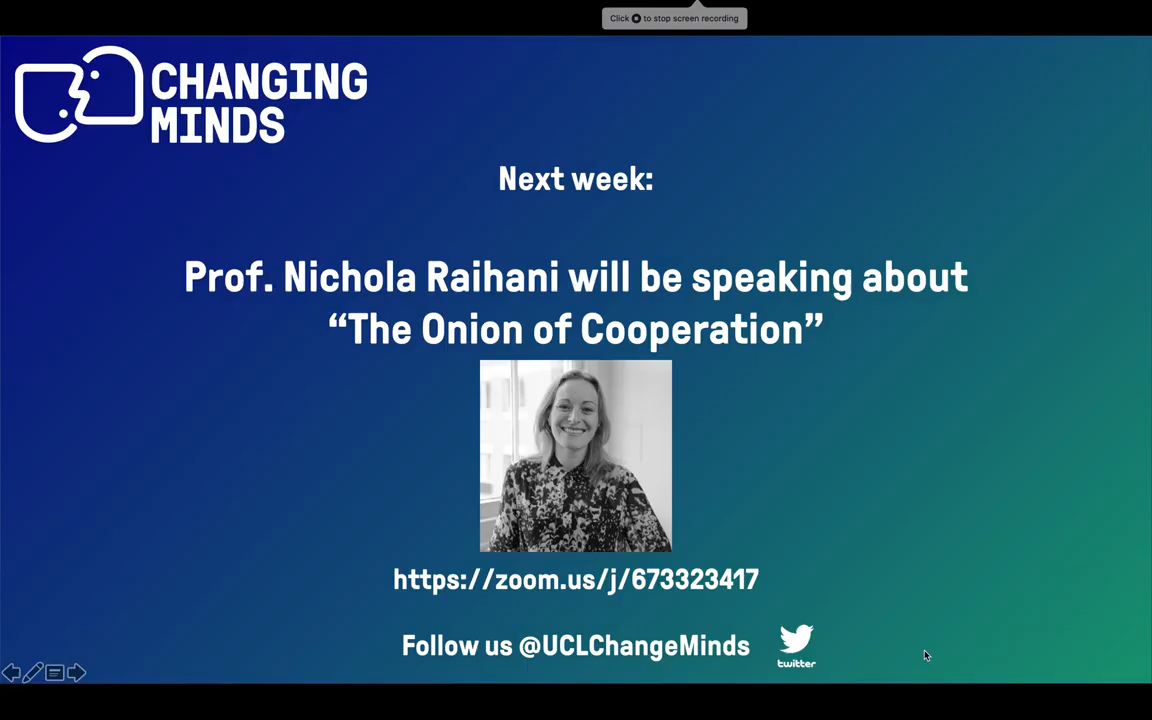 Click to stop screen recording
CHANGING
MINDS
Next week:
Prof. Nichola Raihani will be speaking about
“The Onion of Cooperation”
https://zoom.us/j/673323417
Follow us @UCLChangeMinds
twitter